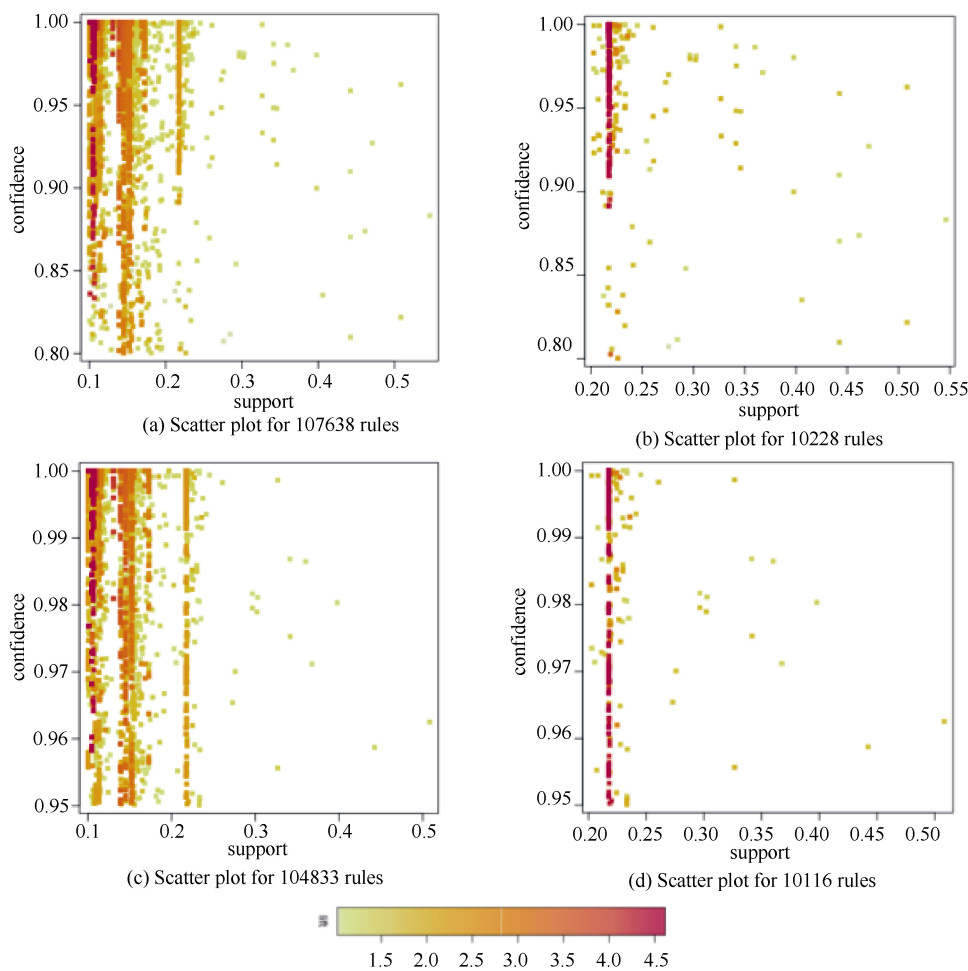 1.00
0.95
0.90
0.85
0.80
confidence
0.1 0.2 0.3 0.4 0.5
support
(a) Scatter plot for 107638 rules
1.00
0.95
0.90
0.85
0.80
confidence
0.20 0.25 0.30 0.35 0.40 0.45 0.50 0.55
support
(b) Scatter plot for 10228 rules
1.00
0.99
0.98
0.97
0.96
0.95
confidence
0.1 0.2 0.3 0.4 0.5
support
(c) Scatter plot for 104833 rules
1.00
0.99
0.98
0.97
0.96
0.95
confidence
0.20 0.25 0.30 0.35 0.40 0.45 0.50
support
(d) Scatter plot for 10116 rules
lift
1.5 2.0 2.5 3.0 3.5 4.0 4.5